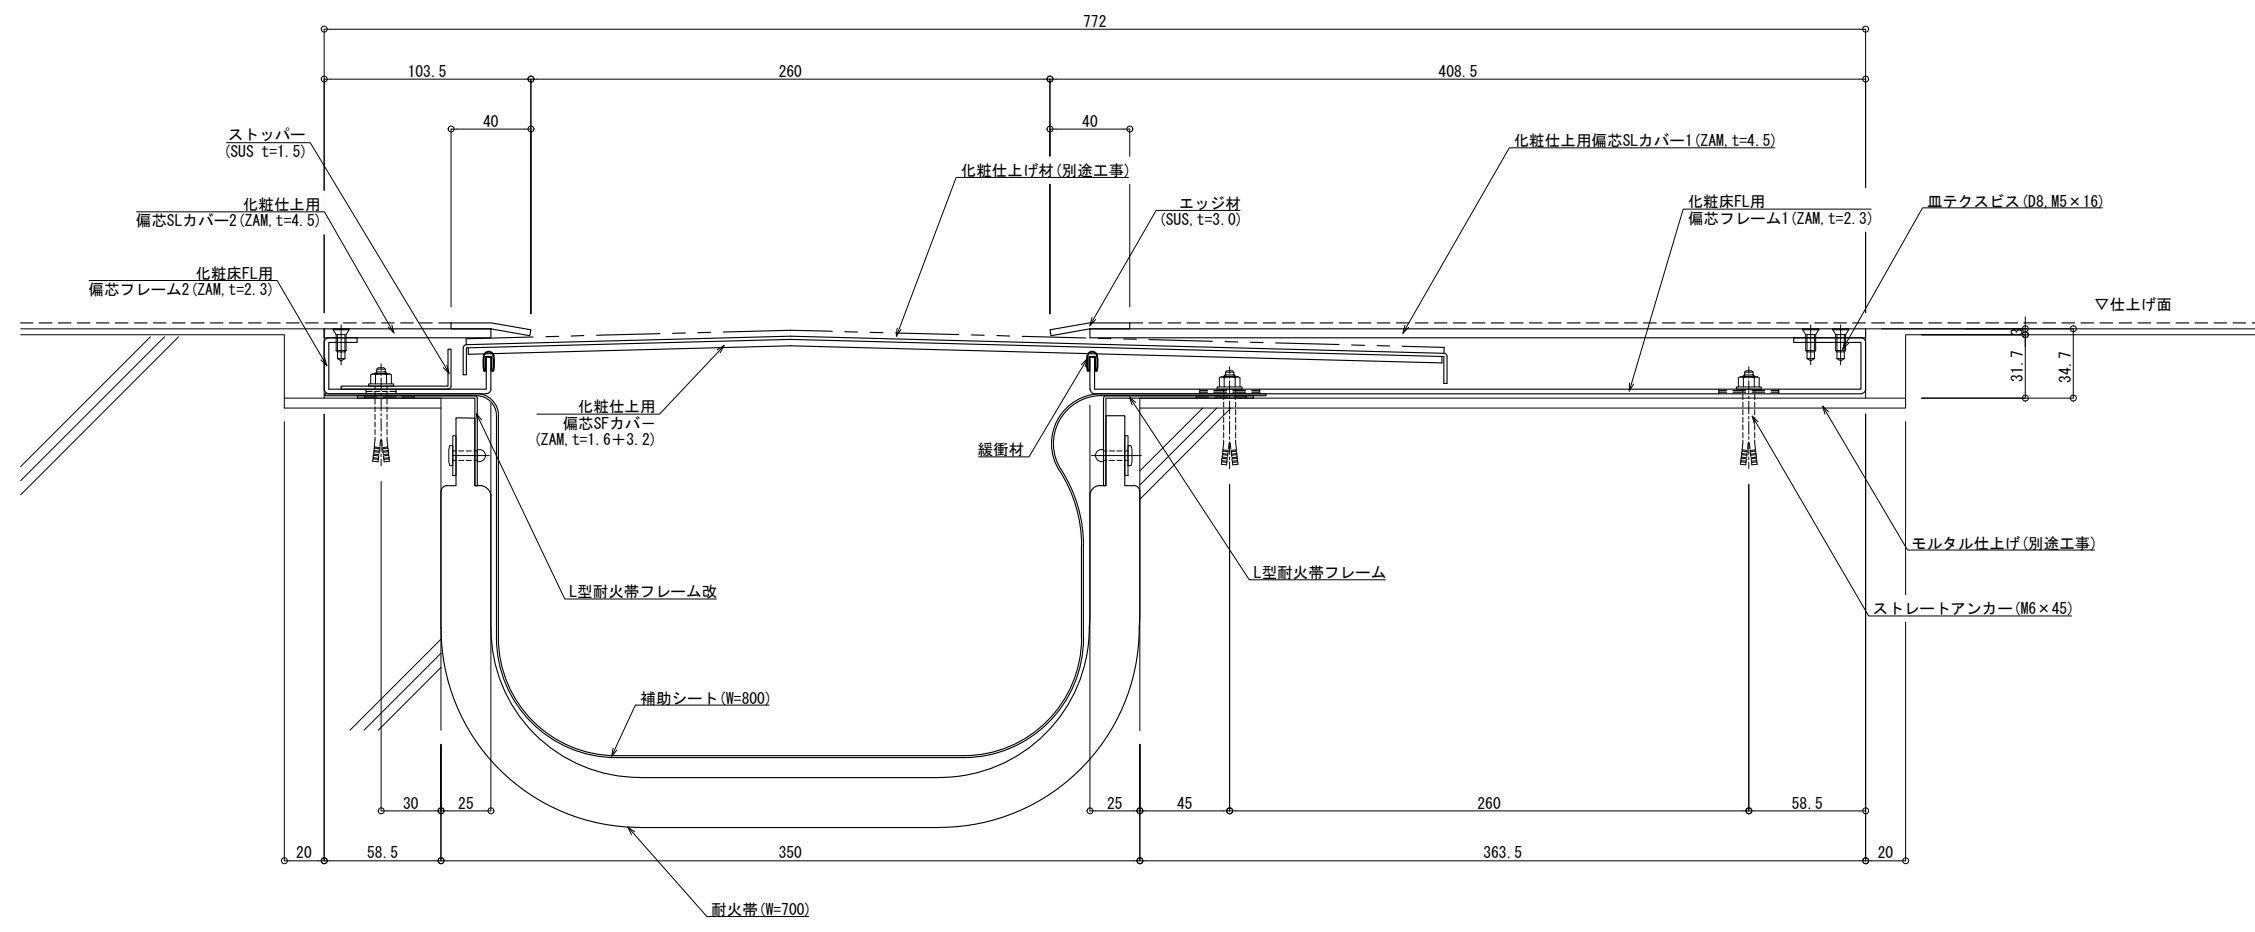 772
103.5
260
408.5
40
40
ストッパー
(SUS t=1.5)
化粧仕上用偏芯SLカバー1(ZAM,t=4.5)
化粧仕上げ材(別途工事)
化粧仕上用
偏芯SLカバー2(ZAM,t=4.5)
エッジ材
(SUS,t=3.0)
化粧床FL用
偏芯フレーム1(ZAM,t=2.3)
皿テクスビス(D8,M5×16)
化粧床FL用
偏芯フレーム2(ZAM,t=2.3)
▽仕上げ面
3
31.7
34.7
化粧仕上用
偏芯SFカバー
(ZAM,t=1.6+3.2)
緩衝材
モルタル仕上げ(別途工事)
L型耐火帯フレーム改
L型耐火帯フレーム
ストレートアンカー(M6×45)
補助シート(W=800)
30
25
25
45
260
58.5
20
58.5
350
363.5
20
耐火帯(W=700)